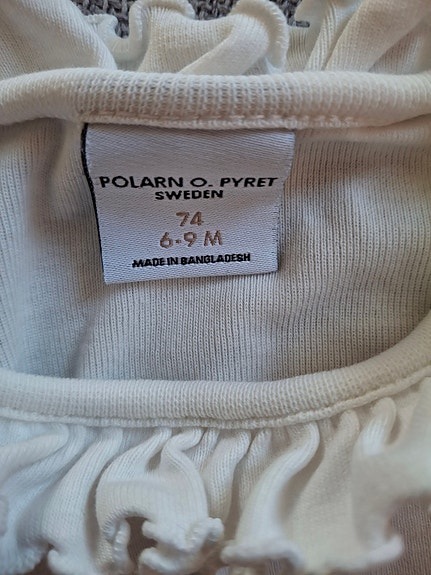 POLARN O. PYRET
SWEDEN
74
6-9 M
MADE IN BANGLADESH